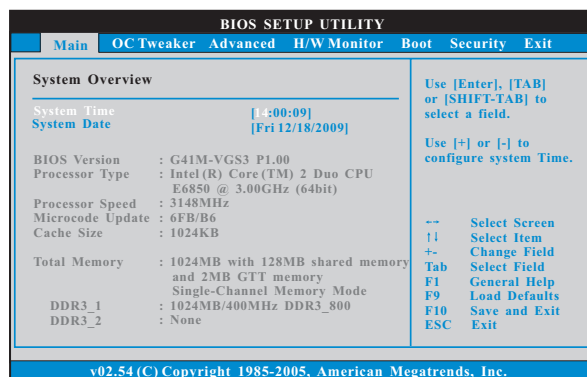 BIOS SETUP UTILITY
Main OC Tweaker Advanced H/W Monitor Boot Security Exit
System Overview
System Time [14:00:09]
System Date [Fri 12/18/2009]
BIOS Version : G41M-VGS3 P1.00
Processor Type : Intel(R) Core(TM) 2 Duo CPU
E6850 @ 3.00GHz (64bit)
Processor Speed : 3148MHz
Microcode Update : 6FB/B6
Cache Size : 1024KB
Total Memory : 1024MB with 128MB shared memory
and 2MB GTT memory
Single-Channel Memory Mode
DDR3_1 : 1024MB/400MHz DDR3_800
DDR3_2 : None
Use [Enter], [TAB]
or [SHIFT-TAB] to
select a field.
Use [+] or [-] to
configure system Time.
←→ Select Screen
↑↓ Select Item
+- Change Field
Tab Select Field
F1 General Help
F9 Load Defaults
F10 Save and Exit
ESC Exit
v02.54 (C) Copyright 1985-2005, American Megatrends, Inc.